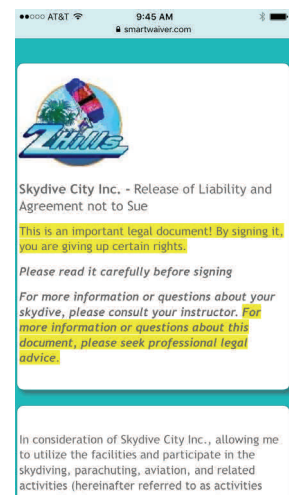 AT&T 9:45 AM
smartwaiver.com
ZHills
Skydive City Inc. - Release of Liability and
Agreement not to Sue
This is an important legal document! By signing it,
you are giving up certain rights.
Please read it carefully before signing
For more information or questions about your
skydive, please consult your instructor. For
more information or questions about this
document, please seek professional legal
advice.
In consideration of Skydive City Inc., allowing me
to utilize the facilities and participate in the
skydiving, parachuting, aviation, and related
activities (hereinafter referred to as activities